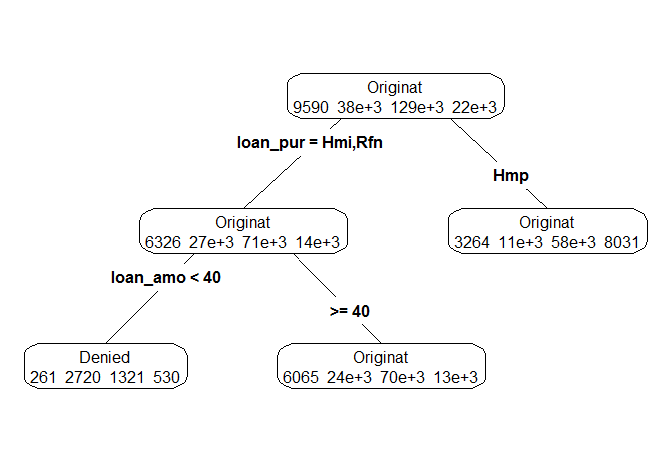 Originat
9590 38e+3 129e+3 22e+3
loan_pur = Hmi,Rfn
Hmp
Originat
6326 27e+3 71e+3 14e+3
Originat
3264 11e+3 58e+3 8031
loan_amo < 40
>= 40
Denied
261 2720 1321 530
Originat
6065 24e+3 70e+3 13e+3